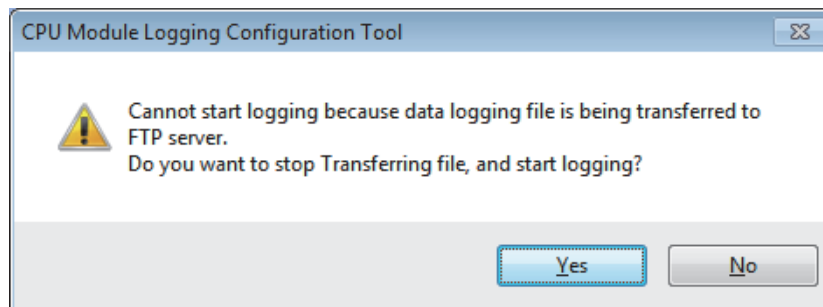 CPU Module Logging Configuration Tool
Cannot start logging because data logging file is being transferred to
FTP server.
Do you want to stop Transferring file, and start logging?
Yes
No